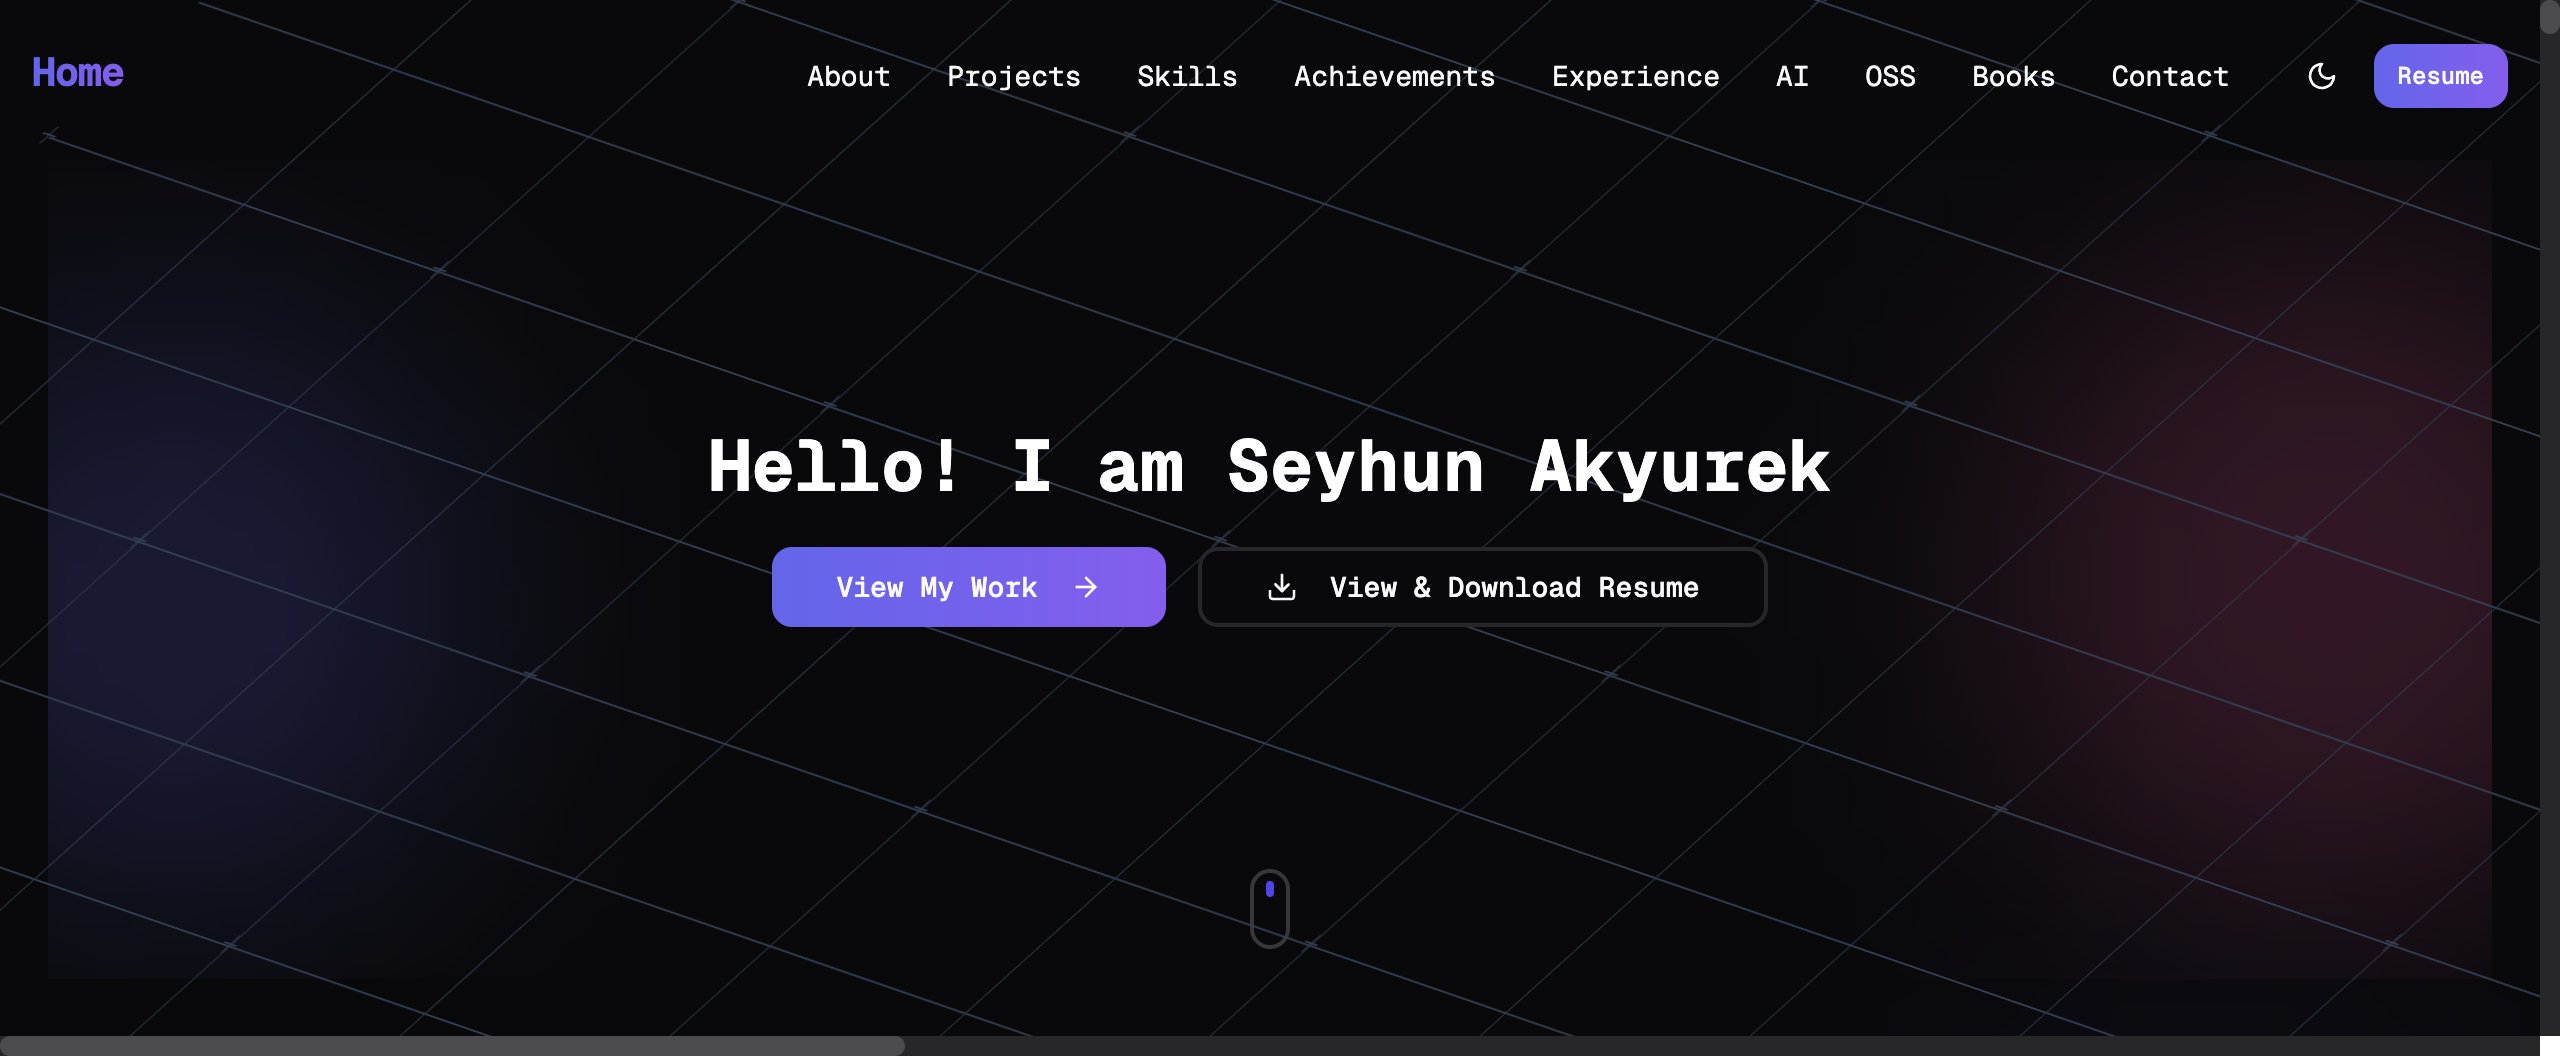 Home About Projects Skills Achievements Experience AI OSS Books Contact Resume
Hello! I am Seyhun Akyurek
View My Work View & Download Resume